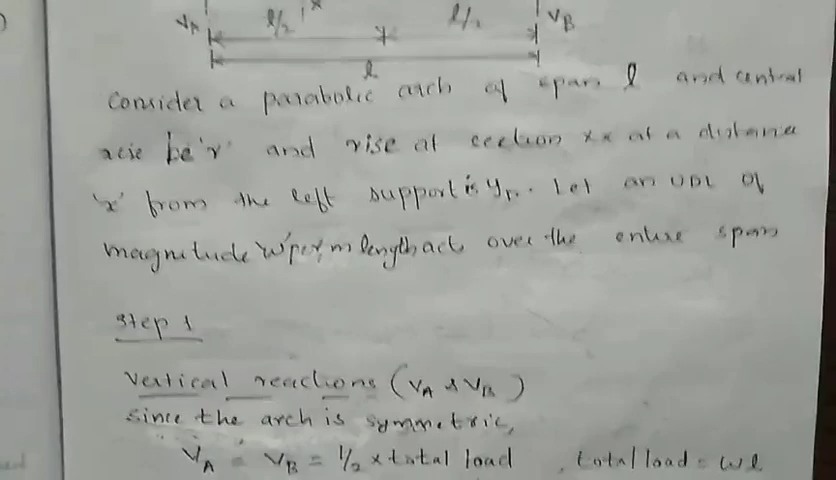 VA l/2 x l/2 VB
l
Consider a parabolic arch of span l and central
rise be 'r' and rise at section xx at a distance
'x' from the left support is yr. Let an UDL of
magnitude 'w' per m length act over the entire span
Step 1
Vertical reactions (VA & VB)
since the arch is symmetric,
VA = VB = 1/2 x total load , total load = wl